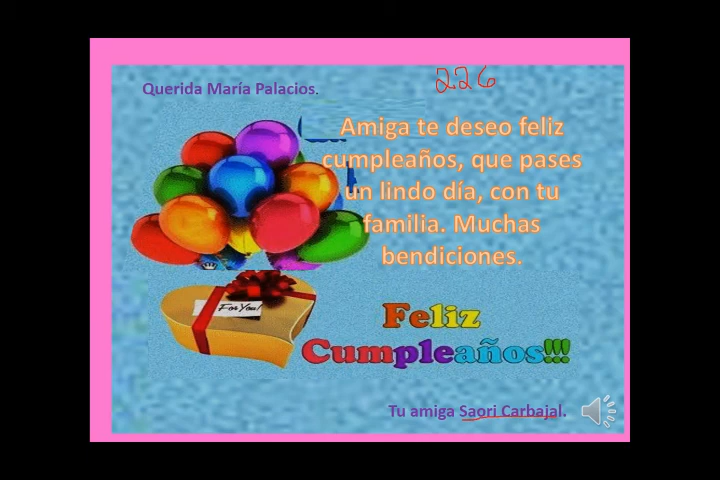 Querida María Palacios.
226
Amiga te deseo feliz
cumpleaños, que pases
un lindo día, con tu
familia. Muchas
bendiciones.
For You!
Feliz
Cumpleaños!!!
Tu amiga Saori Carbajal.